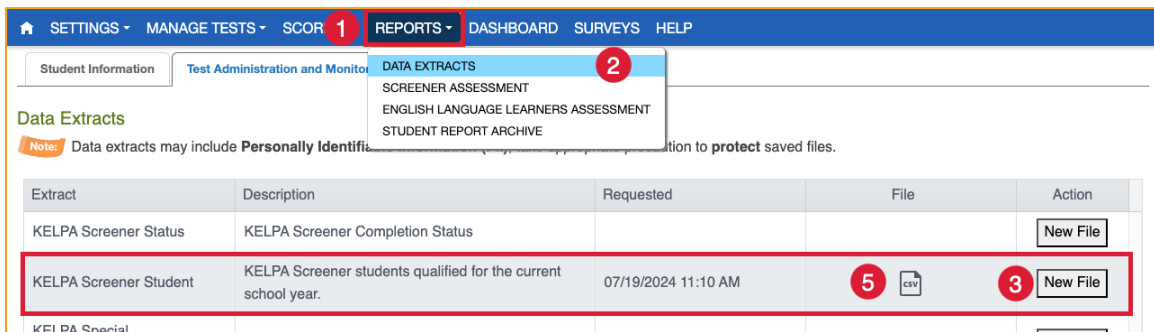 SETTINGS MANAGE TESTS SCOR 1 REPORTS DASHBOARD SURVEYS HELP
Student Information Test Administration and Monito
DATA EXTRACTS 2
SCREENER ASSESSMENT
ENGLISH LANGUAGE LEARNERS ASSESSMENT
STUDENT REPORT ARCHIVE
Data Extracts
Note: Data extracts may include Personally Identifia to protect saved files.
Extract Description Requested File Action
KELPA Screener Status KELPA Screener Completion Status New File
KELPA Screener Student KELPA Screener students qualified for the current school year. 07/19/2024 11:10 AM 5 CSV 3 New File
KELPA Special